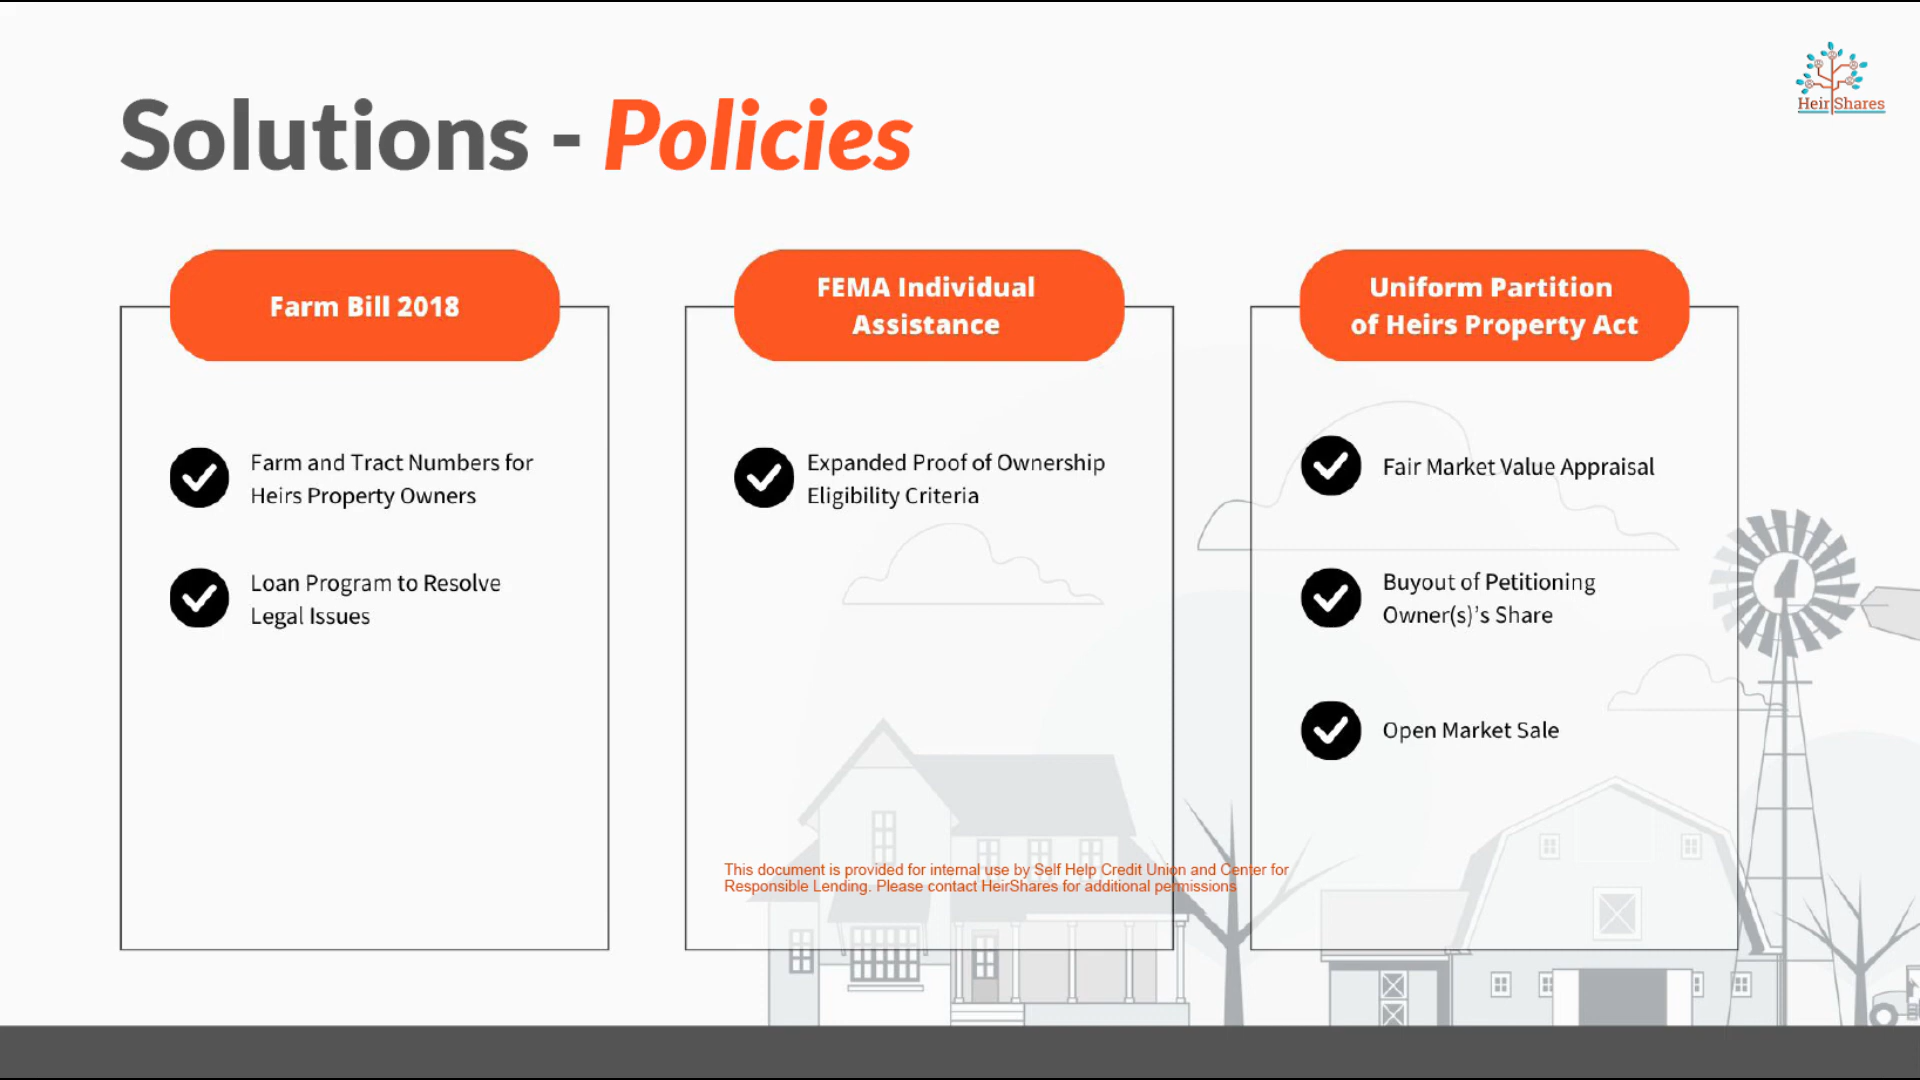 Heir Shares
Solutions - Policies
Farm Bill 2018
Farm and Tract Numbers for
Heirs Property Owners
Loan Program to Resolve
Legal Issues
FEMA Individual
Assistance
Expanded Proof of Ownership
Eligibility Criteria
Uniform Partition
of Heirs Property Act
Fair Market Value Appraisal
Buyout of Petitioning
Owner(s)’s Share
Open Market Sale
This document is provided for internal use by Self Help Credit Union and Center for
Responsible Lending. Please contact HeirShares for additional permissions